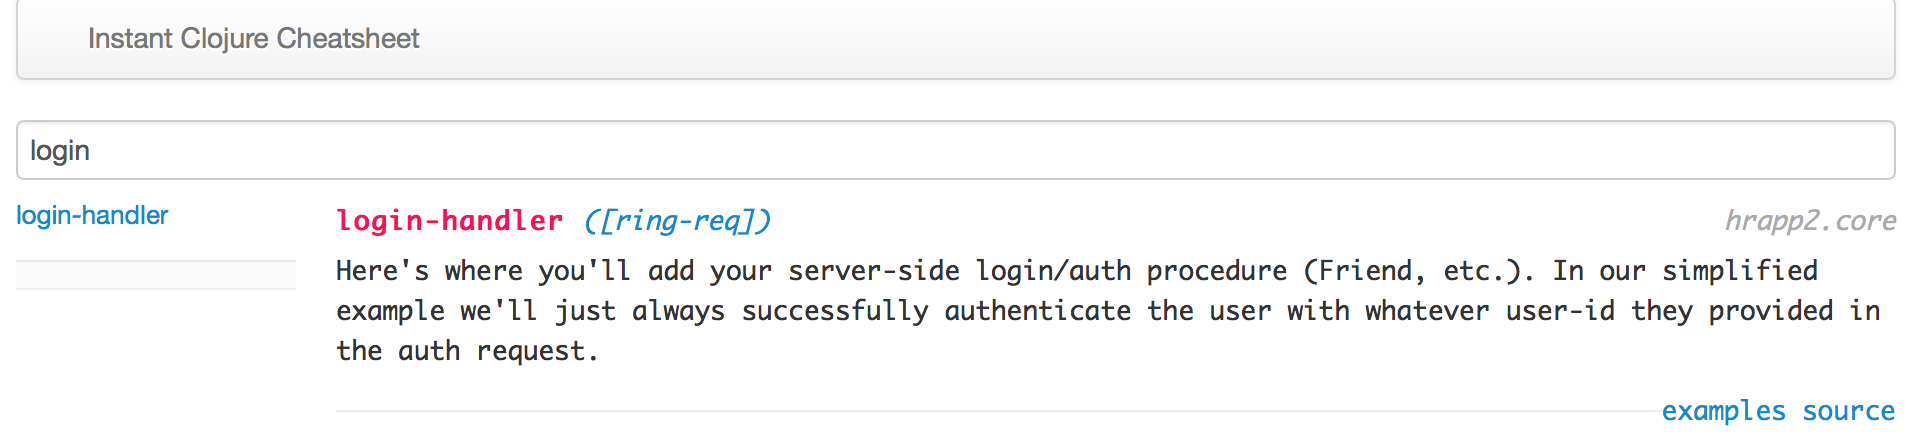 Instant Clojure Cheatsheet
login
login-handler
login-handler ([ring-req])
hrapp2.core
Here's where you'll add your server-side login/auth procedure (Friend, etc.). In our simplified
example we'll just always successfully authenticate the user with whatever user-id they provided in
the auth request.
examples source